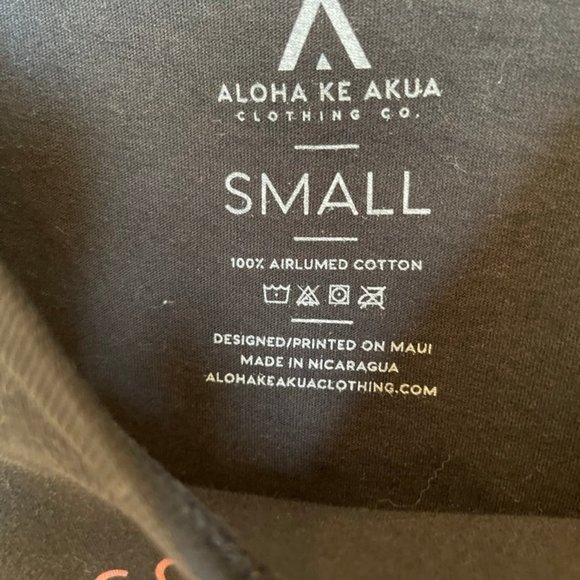 ALOHA KE AKUA
CLOTHING CO.
SMALL
100% AIRLUMED COTTON
DESIGNED/PRINTED ON MAUI
MADE IN NICARAGUA
ALOHAKEAKUACLOTHING.COM